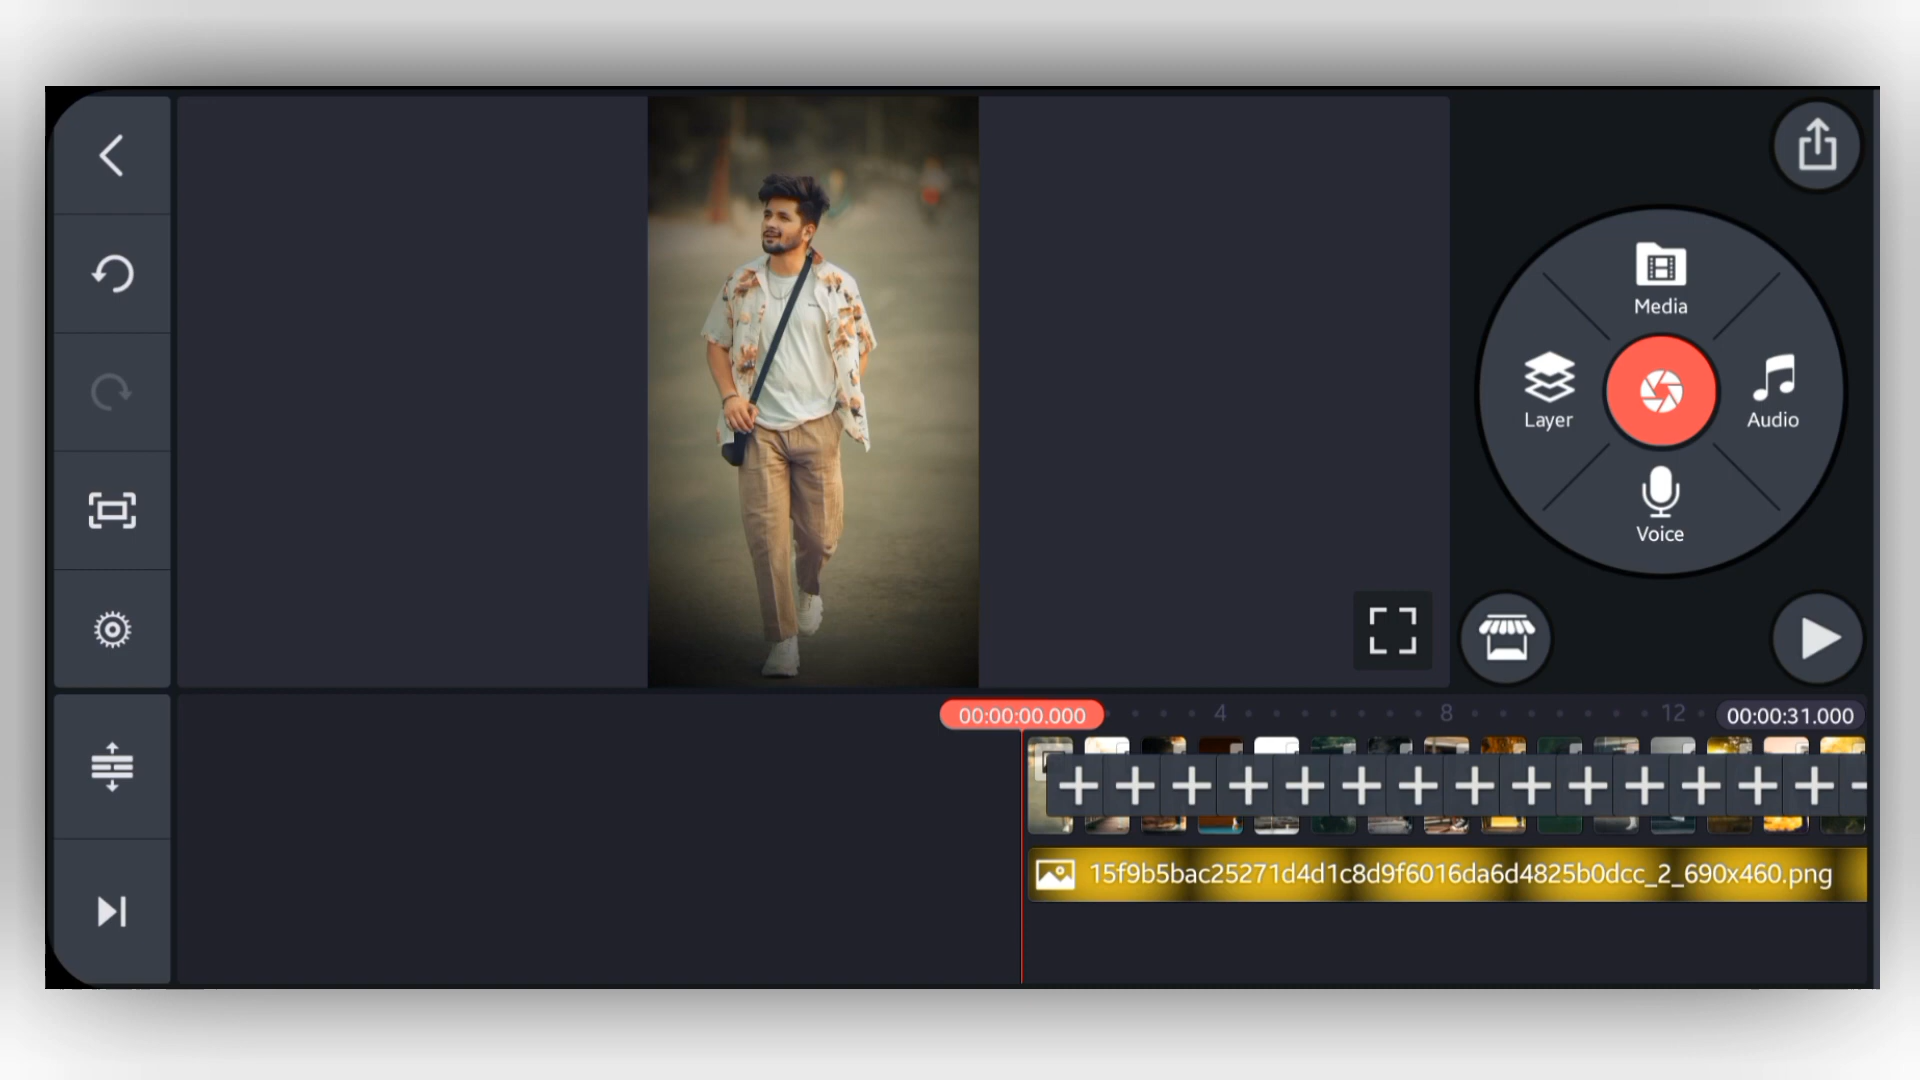 Media
Layer
Audio
Voice
00:00:00.000
4
8
12
00:00:31.000
15f9b5bac25271d4d1c8d9f6016da6d4825b0dcc_2_690x460.png